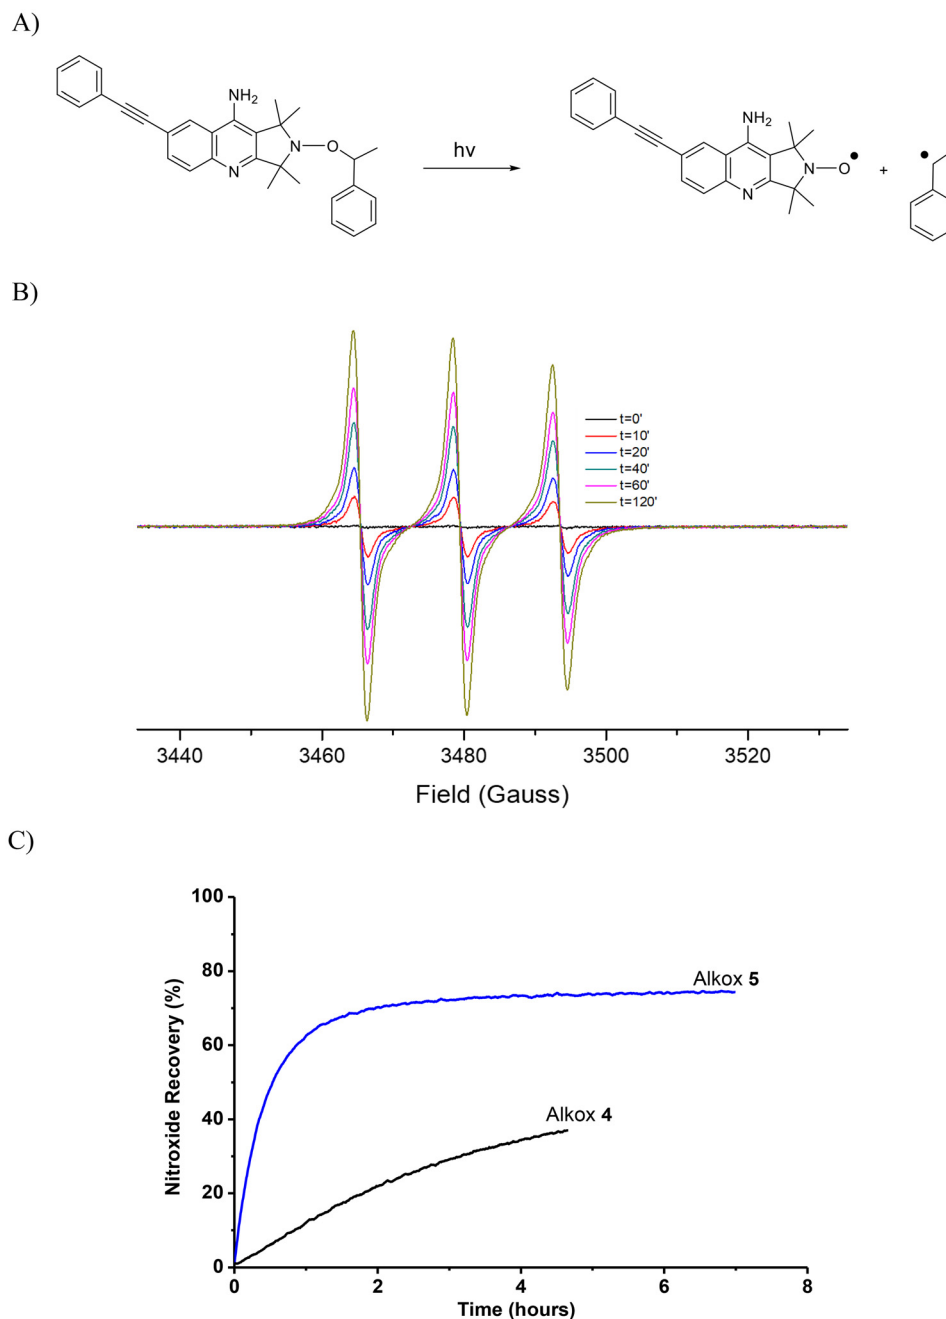 A)
NH₂
N
O
N
hv
NH₂
N
O
N
+
B)
t=0'
t=10'
t=20'
t=40'
t=60'
t=120'
3440
3460
3480
3500
3520
Field (Gauss)
C)
100
80
60
40
20
0
Nitroxide Recovery (%)
Alkox 5
Alkox 4
0
2
4
6
8
Time (hours)